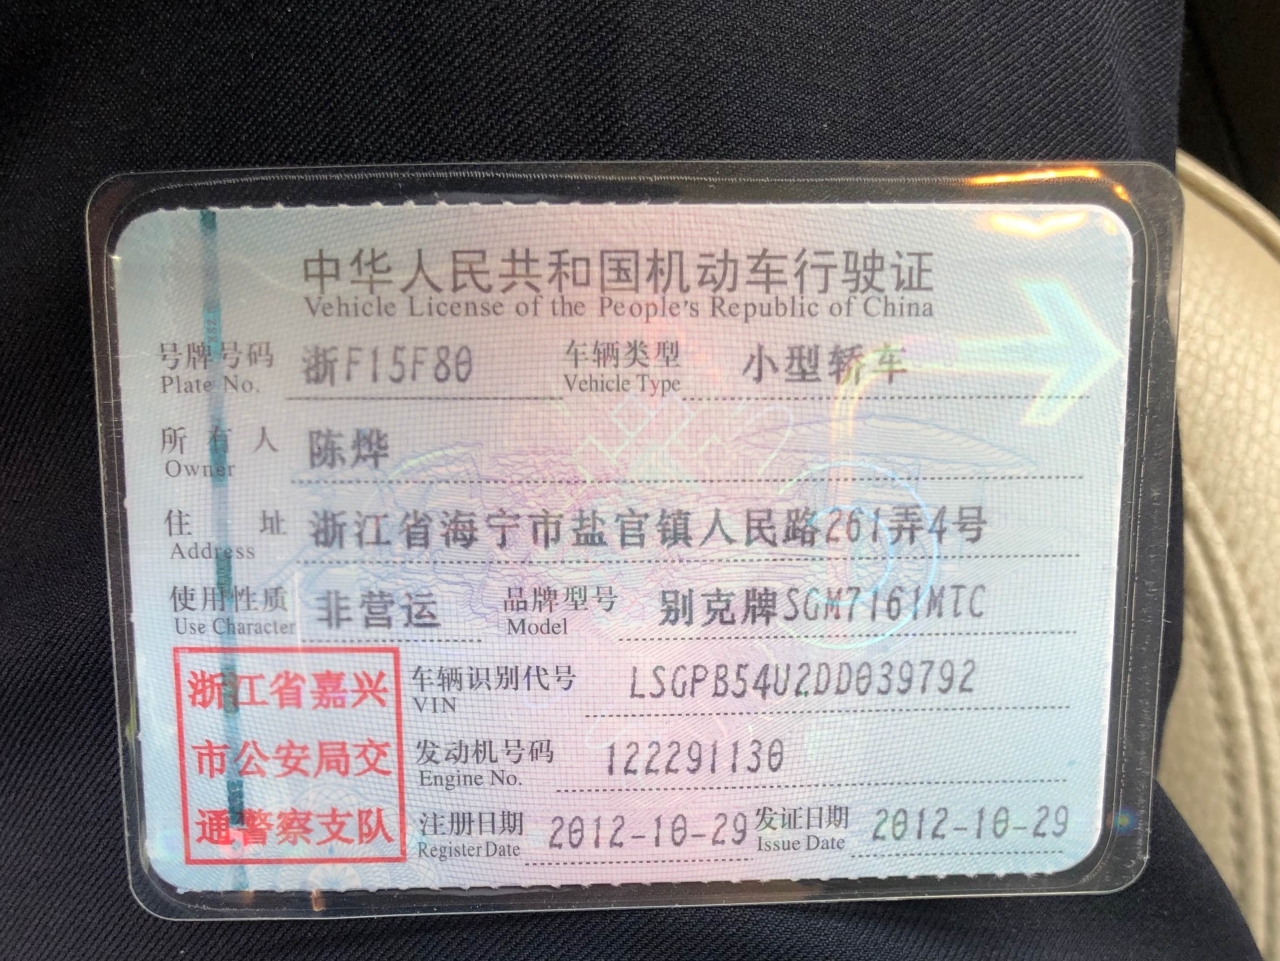 中华人民共和国机动车行驶证
Vehicle License of the People's Republic of China
号牌号码 浙F15F80 车辆类型 小型轿车
Plate No. Vehicle Type
所有人 陈烨
Owner
住址 浙江省海宁市盐官镇人民路261弄4号
Address
使用性质 非营运 品牌型号 别克牌SGM7161MTC
Use Character Model
浙江省嘉兴
市公安局交
通警察支队
车辆识别代号 LSGPB54U2DD039792
VIN
发动机号码 122291130
Engine No.
注册日期 2012-10-29 发证日期 2012-10-29
Register Date Issue Date